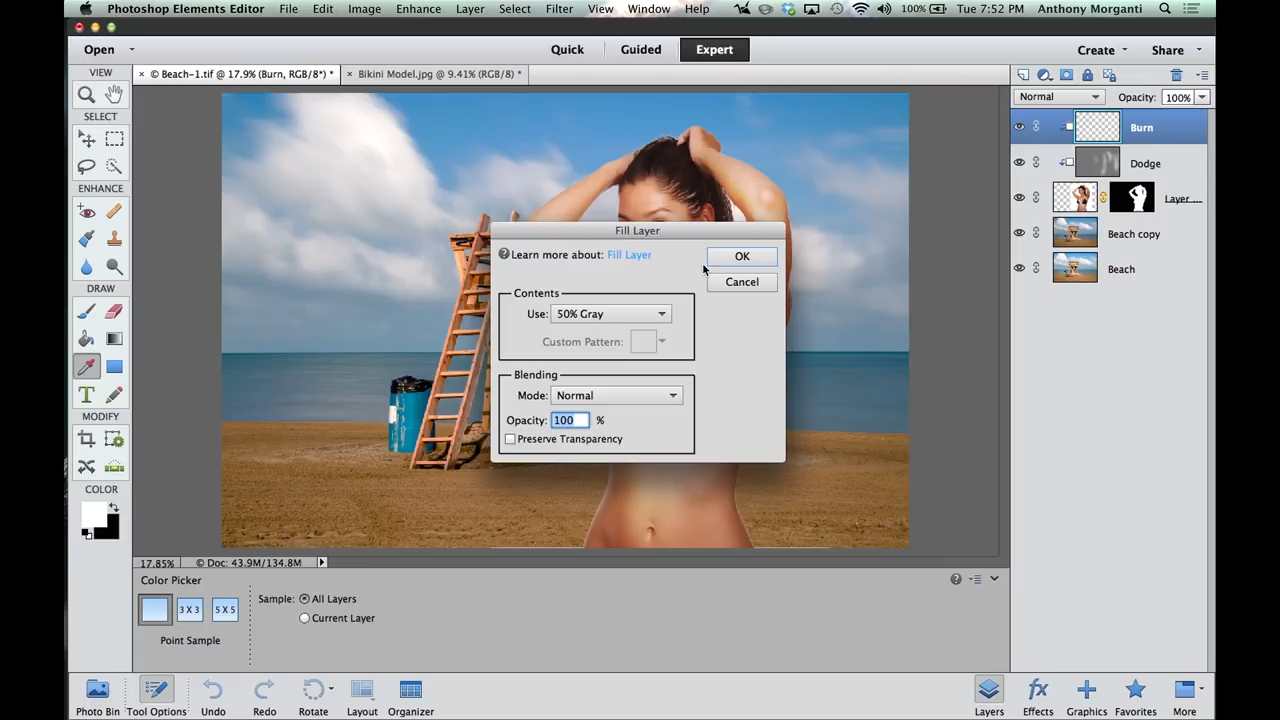 Photoshop Elements Editor File Edit Image Enhance Layer Select Filter View Window Help 100% Tue 7:52 PM Anthony Morganti
Open Quick Guided Expert Create Share
VIEW
× © Beach-1.tif @ 17.9% (Burn, RGB/8*) * × Bikini Model.jpg @ 9.41% (RGB/8) *
Normal Opacity: 100%
SELECT
Burn
Dodge
ENHANCE
Layer ...
Beach copy
Beach
Fill Layer
Learn more about: Fill Layer
OK
Cancel
Contents
Use: 50% Gray
Custom Pattern:
Blending
Mode: Normal
Opacity: 100 %
Preserve Transparency
DRAW
T
MODIFY
COLOR
17.85% © Doc: 43.9M/134.8M
Color Picker
3 X 3 5 X 5
Point Sample
Sample: All Layers
Current Layer
Photo Bin Tool Options Undo Redo Rotate Layout Organizer Layers Effects Graphics Favorites More